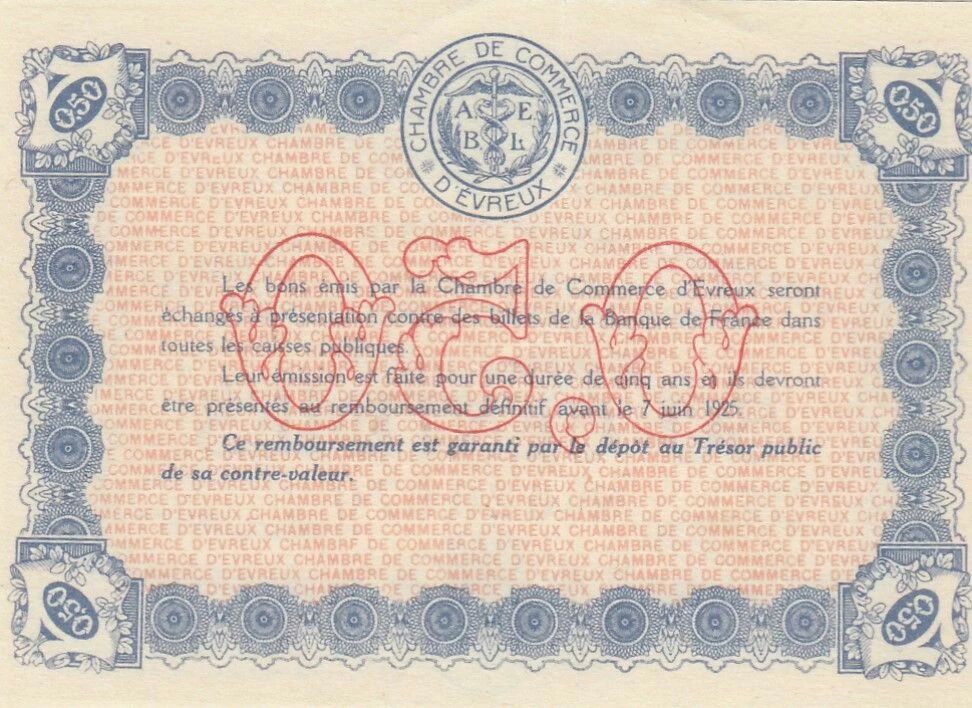 0,50
CHAMBRE DE COMMERCE
D'ÉVREUX
A E
B L
0,50
CHAMBRE DE COMMERCE D'EVREUX
0,50
Les bons émis par la Chambre de Commerce d'Evreux seront
échangés à présentation contre des billets de la Banque de France dans
toutes les caisses publiques.
Leur émission est faite pour une durée de cinq ans et ils devront
être présentés au remboursement définitif avant le 7 juin 1925.
Ce remboursement est garanti par le dépôt au Trésor public
de sa contre-valeur.
0,50
0,50